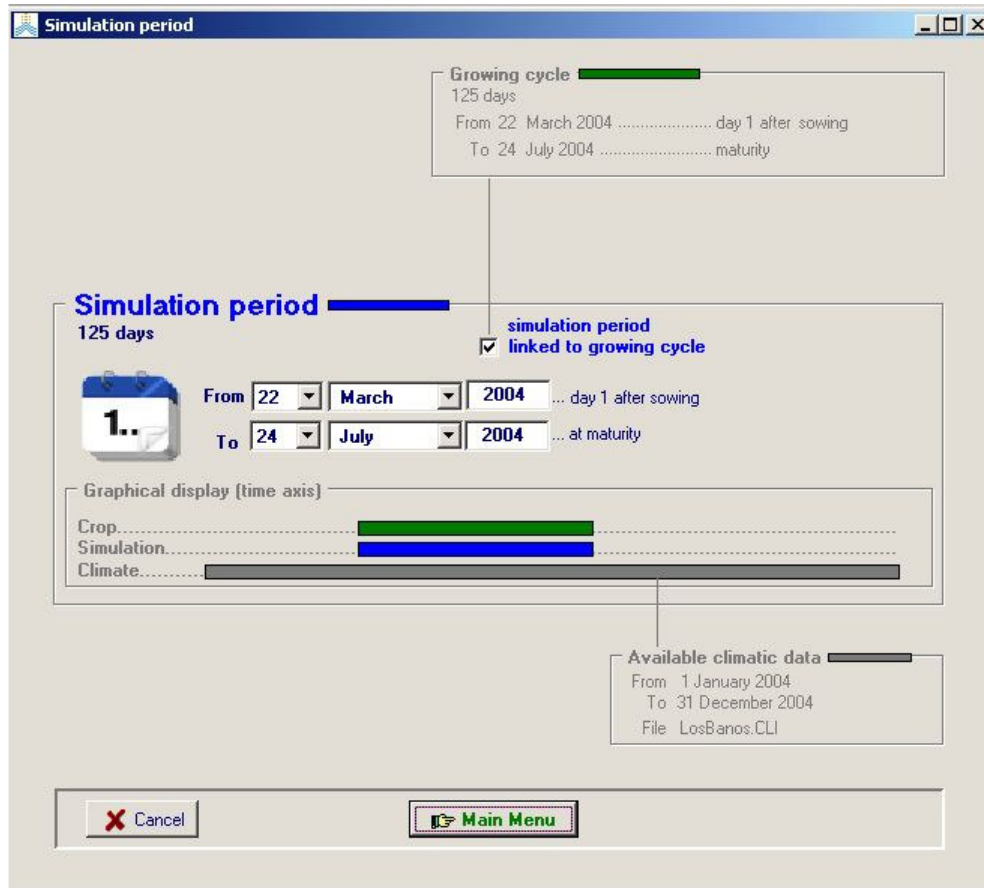 Simulation period
Growing cycle
125 days
From 22 March 2004 ..................... day 1 after sowing
To 24 July 2004 ......................... maturity
Simulation period
125 days
simulation period
linked to growing cycle
From 22 March 2004 ... day 1 after sowing
1..
To 24 July 2004 ... at maturity
Graphical display (time axis)
Crop
Simulation
Climate
Available climatic data
From 1 January 2004
To 31 December 2004
File LosBanos.CLI
Cancel Main Menu